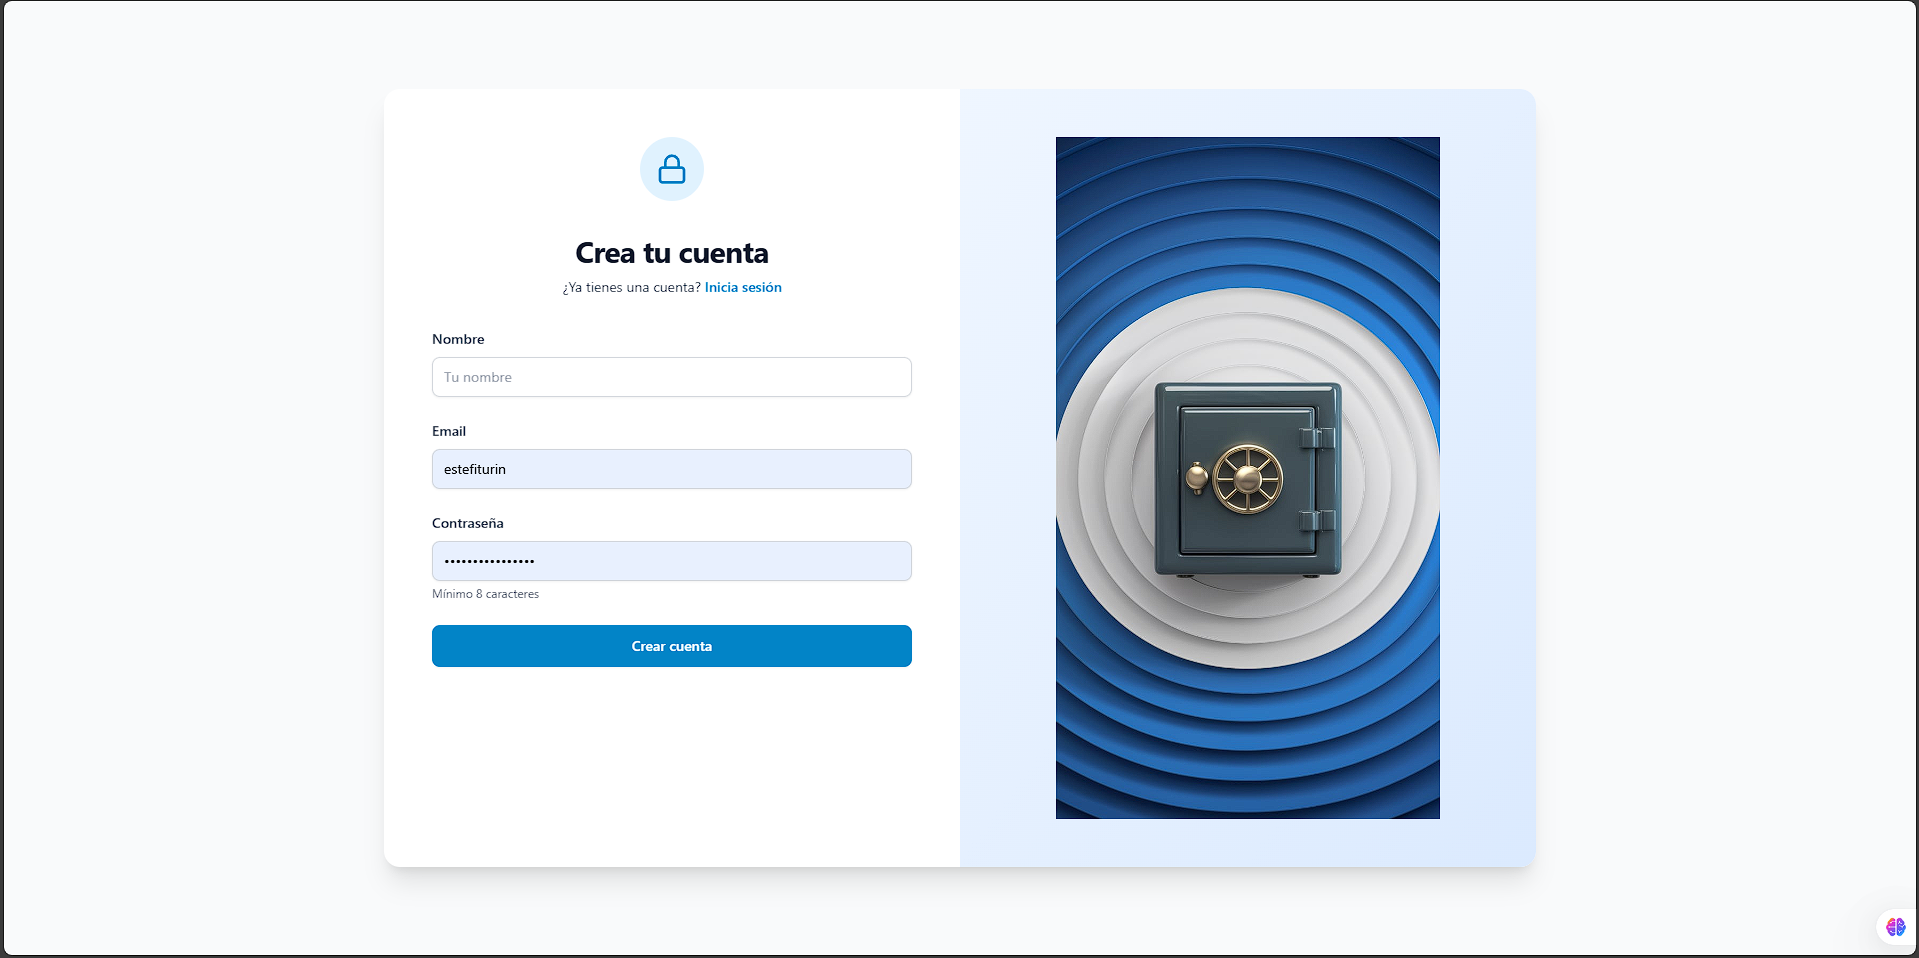 Crea tu cuenta
¿Ya tienes una cuenta? Inicia sesión
Nombre
Tu nombre
Email
estefiturin
Contraseña
••••••••••••••••
Mínimo 8 caracteres
Crear cuenta